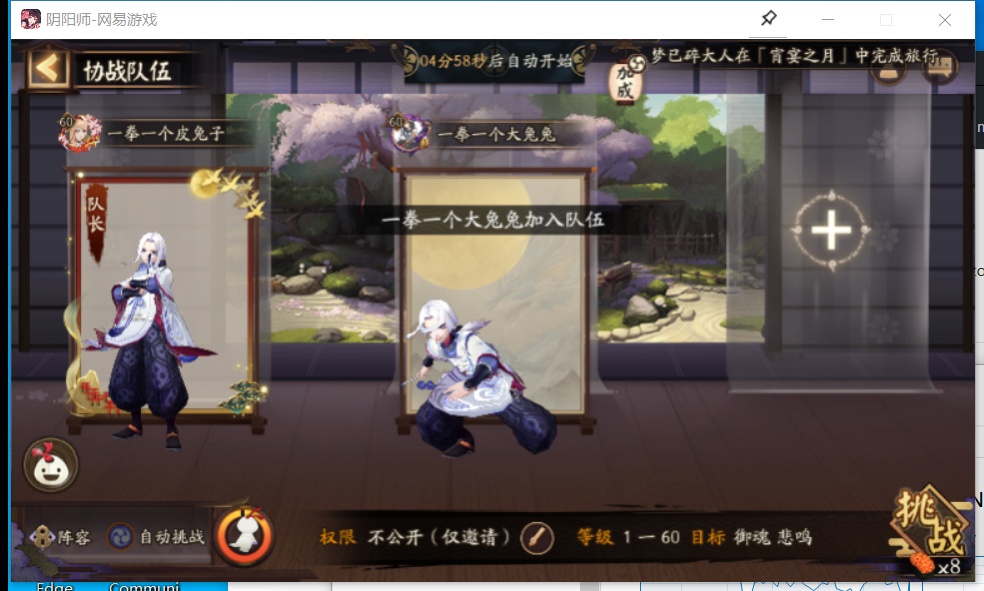 阴阳师-网易游戏
协战队伍
04分58秒后自动开始
加成
梦已碎大人在「宵宴之月」中完成旅行
60 一拳一个皮兔子
60 一拳一个大兔兔
队长
一拳一个大兔兔加入队伍
阵容
自动挑战
权限 不公开（仅邀请）
等级 1一60 目标 御魂 悲鸣
挑战
x8
Edge Communi